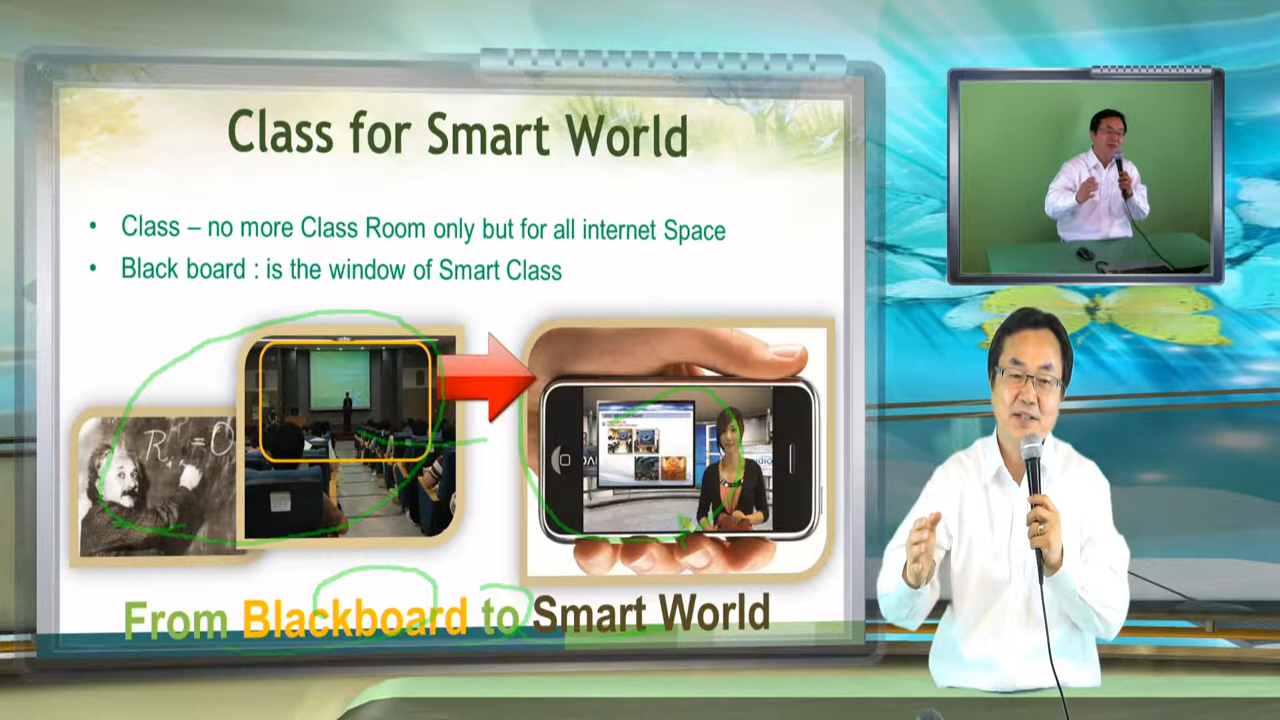 Class for Smart World
• Class – no more Class Room only but for all internet Space
• Black board : is the window of Smart Class
From Blackboard to Smart World